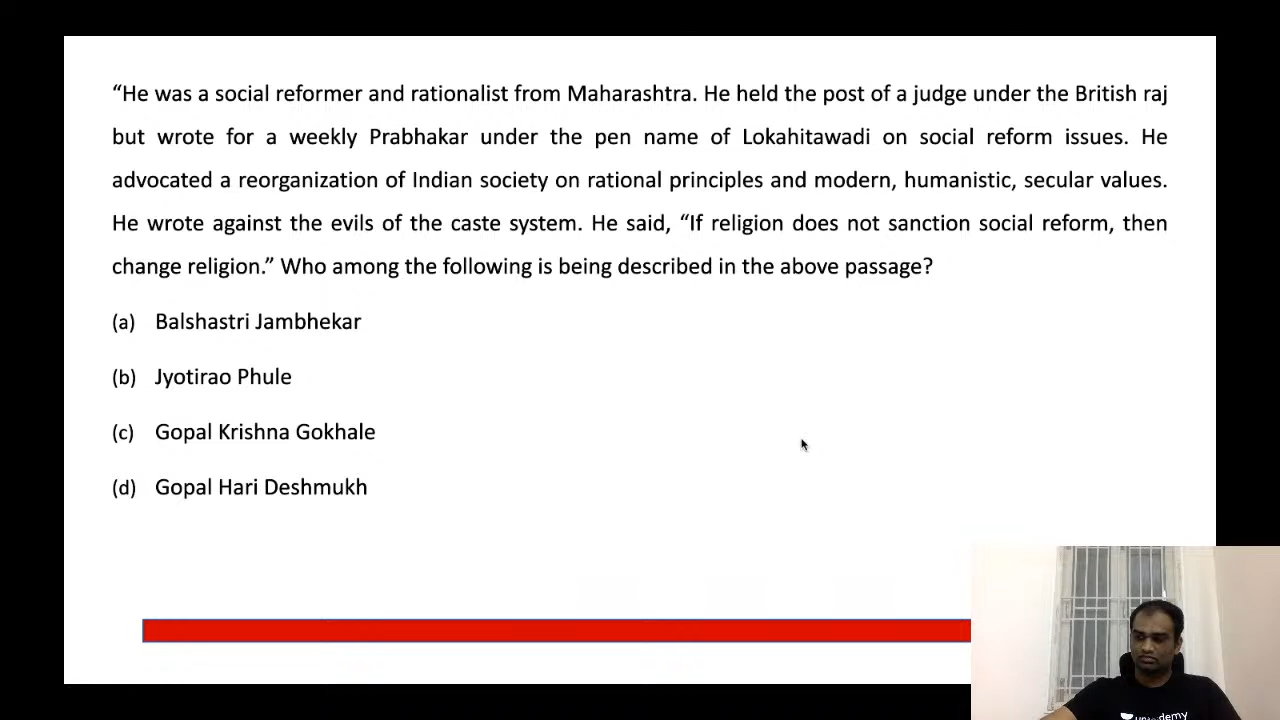 “He was a social reformer and rationalist from Maharashtra. He held the post of a judge under the British raj
but wrote for a weekly Prabhakar under the pen name of Lokahitawadi on social reform issues. He
advocated a reorganization of Indian society on rational principles and modern, humanistic, secular values.
He wrote against the evils of the caste system. He said, “If religion does not sanction social reform, then
change religion.” Who among the following is being described in the above passage?
(a) Balshastri Jambhekar
(b) Jyotirao Phule
(c) Gopal Krishna Gokhale
(d) Gopal Hari Deshmukh